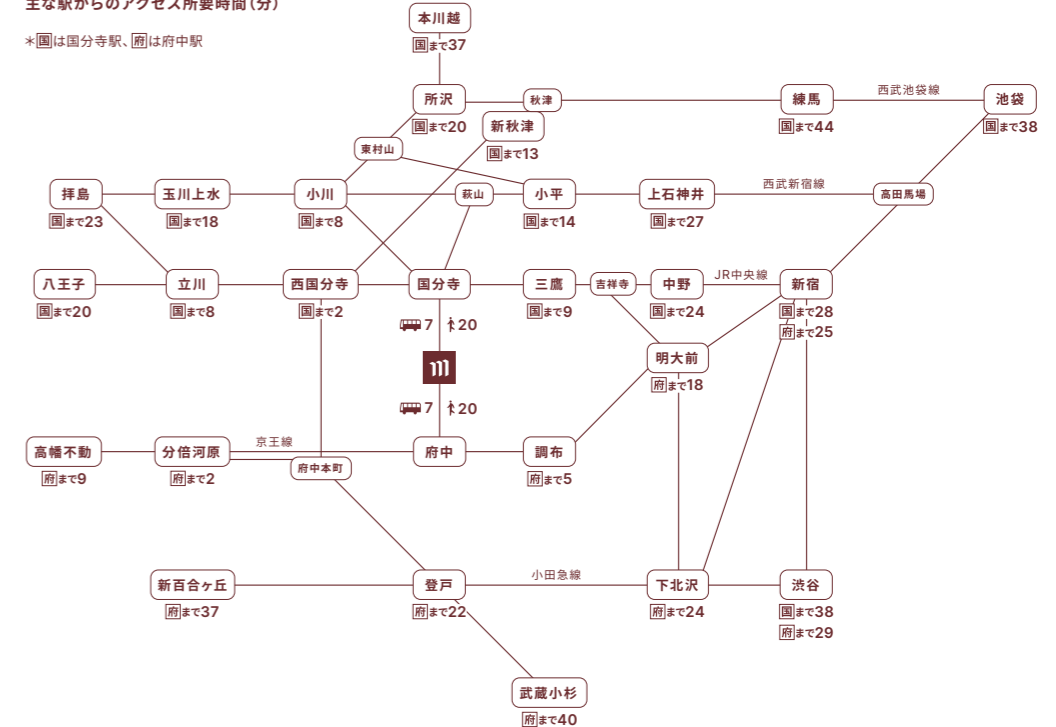 主な駅からのアクセス所要時間(分)
＊国は国分寺駅、府は府中駅
本川越
国まで37
所沢
国まで20
秋津
新秋津
国まで13
練馬
国まで44
西武池袋線
池袋
国まで38
東村山
拝島
国まで23
玉川上水
国まで18
小川
国まで8
萩山
小平
国まで14
上石神井
国まで27
西武新宿線
高田馬場
八王子
国まで20
立川
国まで8
西国分寺
国まで2
国分寺
三鷹
国まで9
吉祥寺
中野
国まで24
JR中央線
新宿
国まで28
府まで25
7 20
m
7 20
明大前
府まで18
高幡不動
府まで9
分倍河原
府まで2
京王線
府中本町
府中
調布
府まで5
新百合ヶ丘
府まで37
登戸
府まで22
小田急線
下北沢
府まで24
渋谷
国まで38
府まで29
武蔵小杉
府まで40